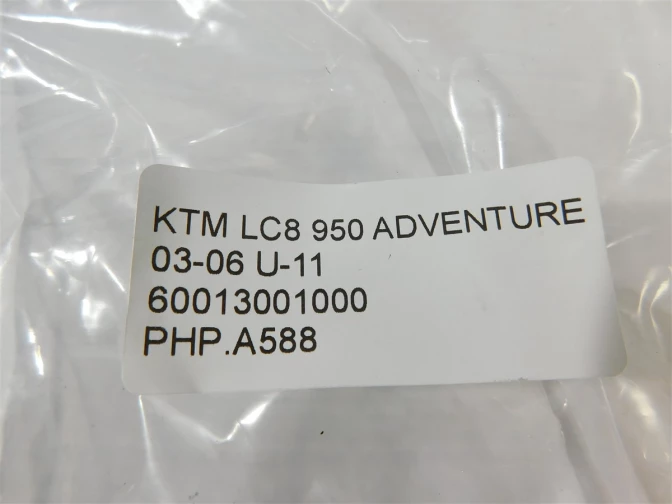 KTM LC8 950 ADVENTURE
03-06 U-11
60013001000
PHP.A588